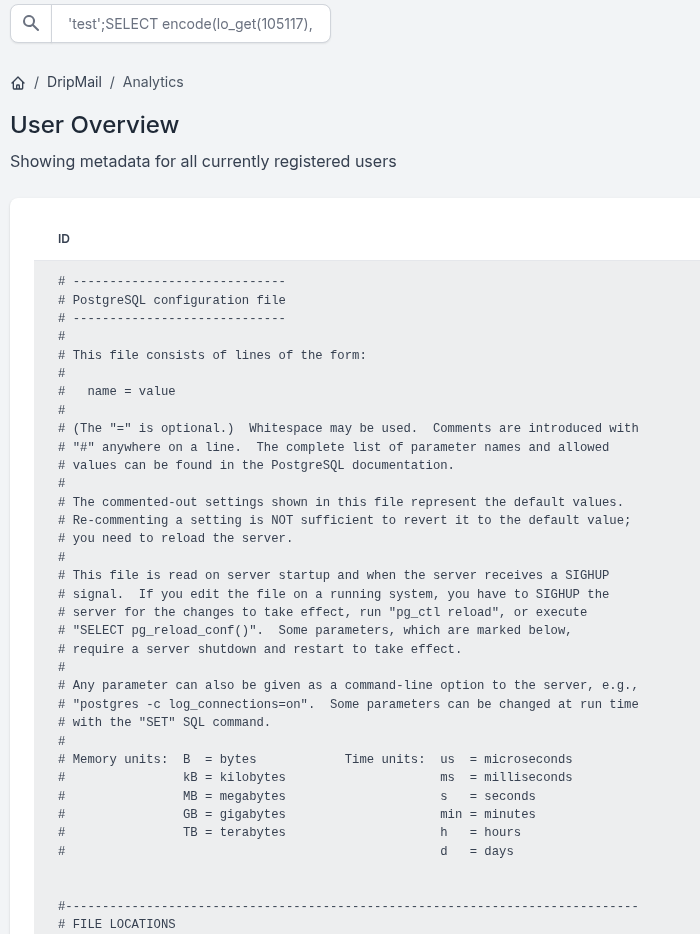 'test';SELECT encode(lo_get(105117),
/ DripMail / Analytics
User Overview
Showing metadata for all currently registered users
ID
# -----------------------------
# PostgreSQL configuration file
# -----------------------------
#
# This file consists of lines of the form:
#
#   name = value
#
# (The "=" is optional.)  Whitespace may be used.  Comments are introduced with
# "#" anywhere on a line.  The complete list of parameter names and allowed
# values can be found in the PostgreSQL documentation.
#
# The commented-out settings shown in this file represent the default values.
# Re-commenting a setting is NOT sufficient to revert it to the default value;
# you need to reload the server.
#
# This file is read on server startup and when the server receives a SIGHUP
# signal.  If you edit the file on a running system, you have to SIGHUP the
# server for the changes to take effect, run "pg_ctl reload", or execute
# "SELECT pg_reload_conf()".  Some parameters, which are marked below,
# require a server shutdown and restart to take effect.
#
# Any parameter can also be given as a command-line option to the server, e.g.,
# "postgres -c log_connections=on".  Some parameters can be changed at run time
# with the "SET" SQL command.
#
# Memory units:  B  = bytes            Time units:  us  = microseconds
#                kB = kilobytes                     ms  = milliseconds
#                MB = megabytes                     s   = seconds
#                GB = gigabytes                     min = minutes
#                TB = terabytes                     h   = hours
#                                                   d   = days
#------------------------------------------------------------------------------
# FILE LOCATIONS